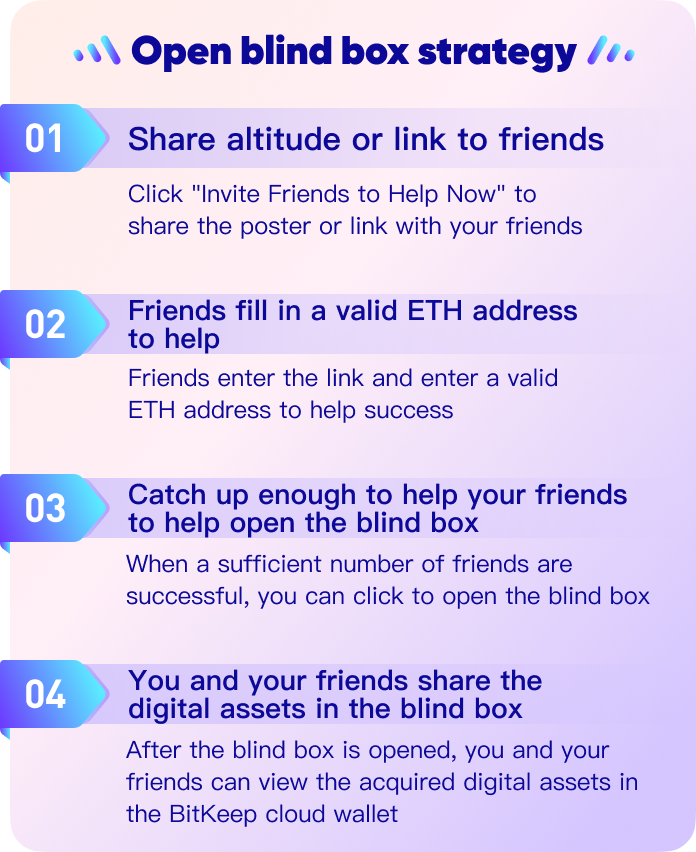 Open blind box strategy
01
Share altitude or link to friends
Click "Invite Friends to Help Now" to
share the poster or link with your friends
02
Friends fill in a valid ETH address
to help
Friends enter the link and enter a valid
ETH address to help success
03
Catch up enough to help your friends
to help open the blind box
When a sufficient number of friends are
successful, you can click to open the blind box
04
You and your friends share the
digital assets in the blind box
After the blind box is opened, you and your
friends can view the acquired digital assets in
the BitKeep cloud wallet